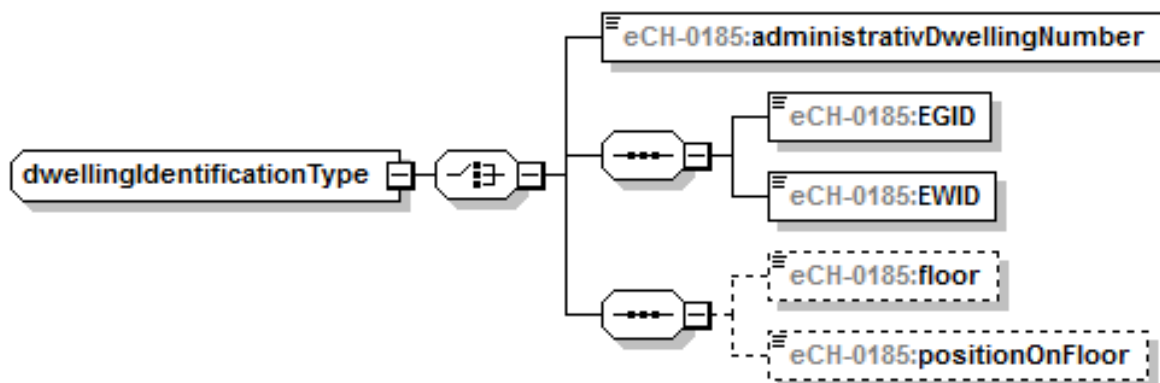 eCH-0185:administrativDwellingNumber
eCH-0185:EGID
dwellingIdentificationType
eCH-0185:EWID
eCH-0185:floor
eCH-0185:positionOnFloor